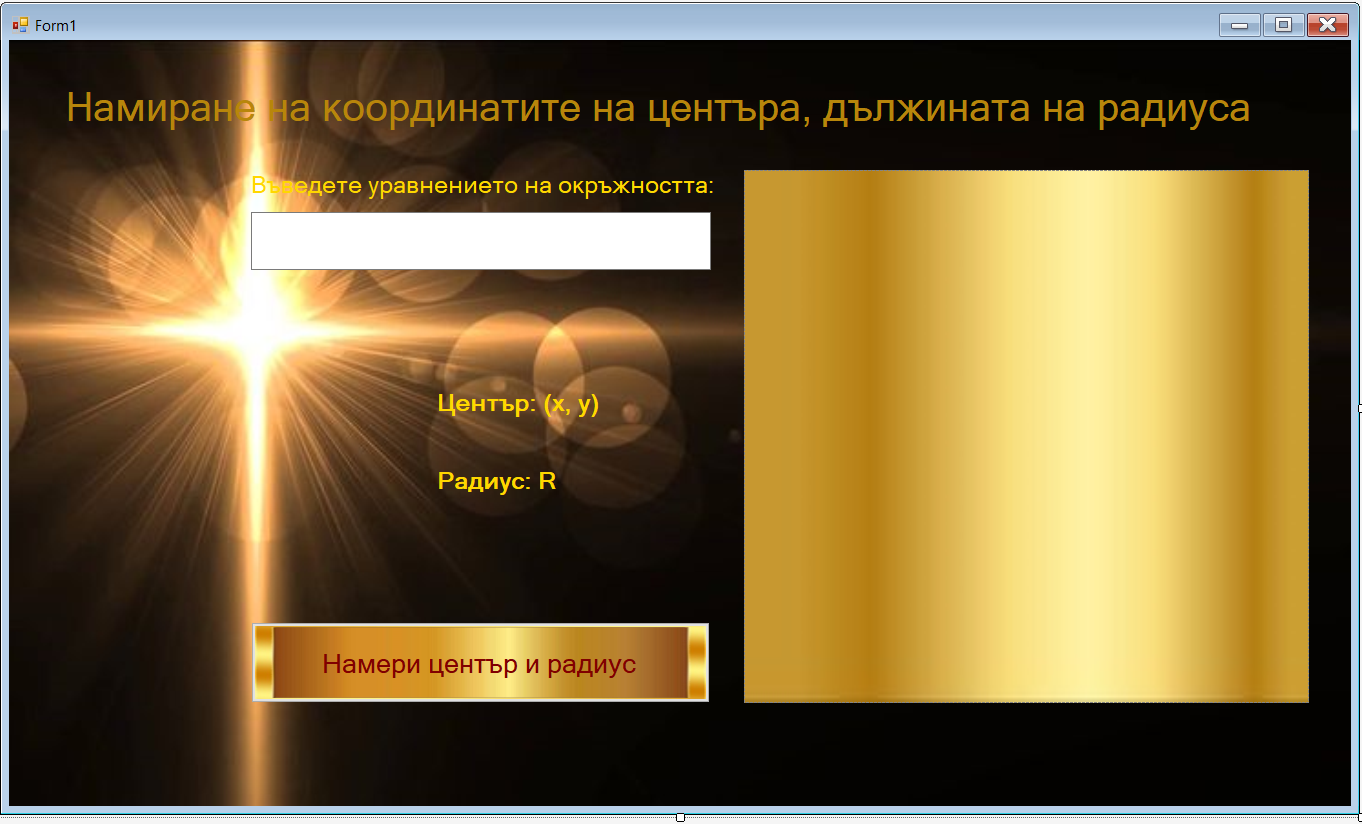 Form1
Намиране на координатите на центъра, дължината на радиуса
Въведете уравнението на окръжността:
Център: (x, y)
Радиус: R
Намери център и радиус